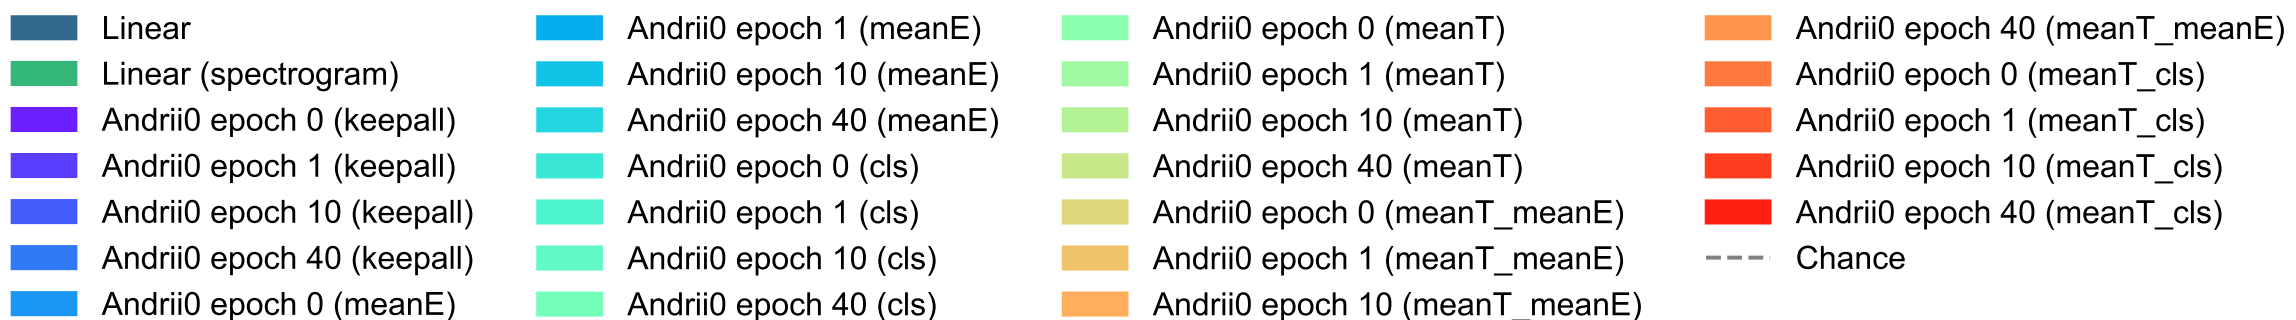 Linear
Linear (spectrogram)
Andrii0 epoch 0 (keepall)
Andrii0 epoch 1 (keepall)
Andrii0 epoch 10 (keepall)
Andrii0 epoch 40 (keepall)
Andrii0 epoch 0 (meanE)
Andrii0 epoch 1 (meanE)
Andrii0 epoch 10 (meanE)
Andrii0 epoch 40 (meanE)
Andrii0 epoch 0 (cls)
Andrii0 epoch 1 (cls)
Andrii0 epoch 10 (cls)
Andrii0 epoch 40 (cls)
Andrii0 epoch 0 (meanT)
Andrii0 epoch 1 (meanT)
Andrii0 epoch 10 (meanT)
Andrii0 epoch 40 (meanT)
Andrii0 epoch 0 (meanT_meanE)
Andrii0 epoch 1 (meanT_meanE)
Andrii0 epoch 10 (meanT_meanE)
Andrii0 epoch 40 (meanT_meanE)
Andrii0 epoch 0 (meanT_cls)
Andrii0 epoch 1 (meanT_cls)
Andrii0 epoch 10 (meanT_cls)
Andrii0 epoch 40 (meanT_cls)
Chance